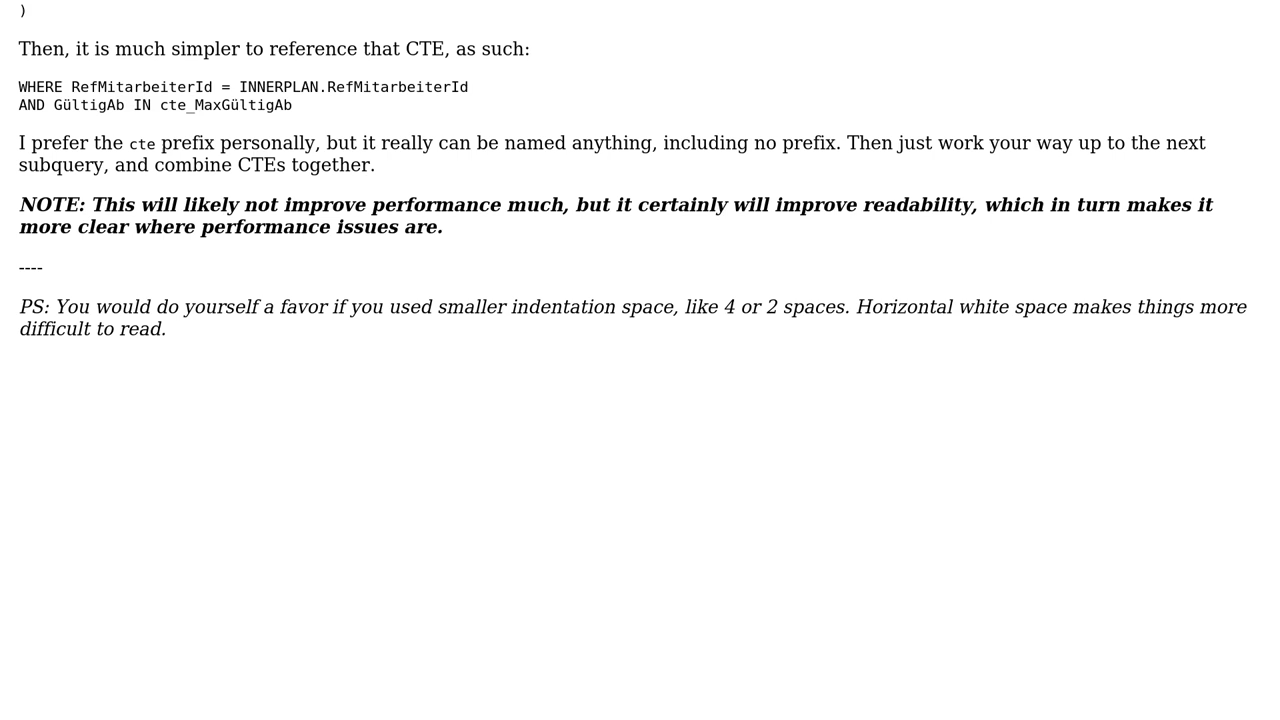 )
Then, it is much simpler to reference that CTE, as such:
WHERE RefMitarbeiterId = INNERPLAN.RefMitarbeiterId
AND GültigAb IN cte_MaxGültigAb
I prefer the cte prefix personally, but it really can be named anything, including no prefix. Then just work your way up to the next
subquery, and combine CTEs together.
NOTE: This will likely not improve performance much, but it certainly will improve readability, which in turn makes it
more clear where performance issues are.
----
PS: You would do yourself a favor if you used smaller indentation space, like 4 or 2 spaces. Horizontal white space makes things more
difficult to read.